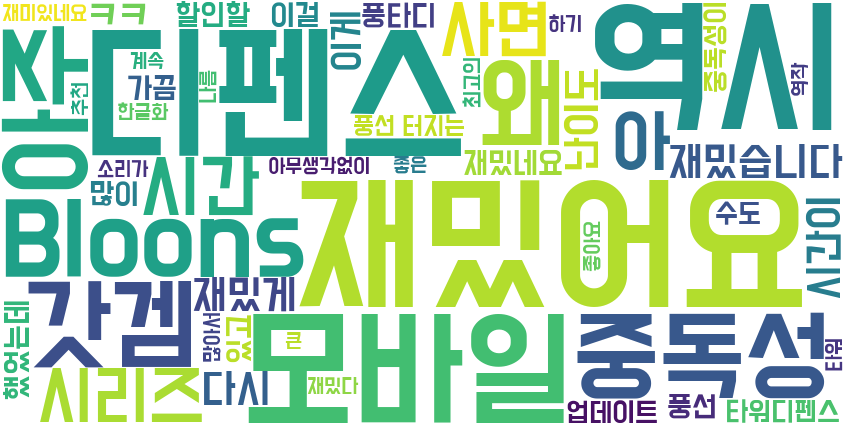 재미있네요
ㅋㅋ
할인할
이걸
이게
풍타디
사면
하기
중독성이
역시
디펜스
와
아
계속
추천
가끔
나름
한글화
최고의
왜
난이도
역작
풍선 터지는
아
재밌습니다
소리가
많이
시간
아무생각없이
좋은
재밌네요
Bloons
재밌어요
좋아요
수도
시간이
했었는데
갓겜
재밌게
없어서
있고
큰
모바일
중독성
타워
시리즈
다시
재밌다
업데이트
풍선
타워디펜스